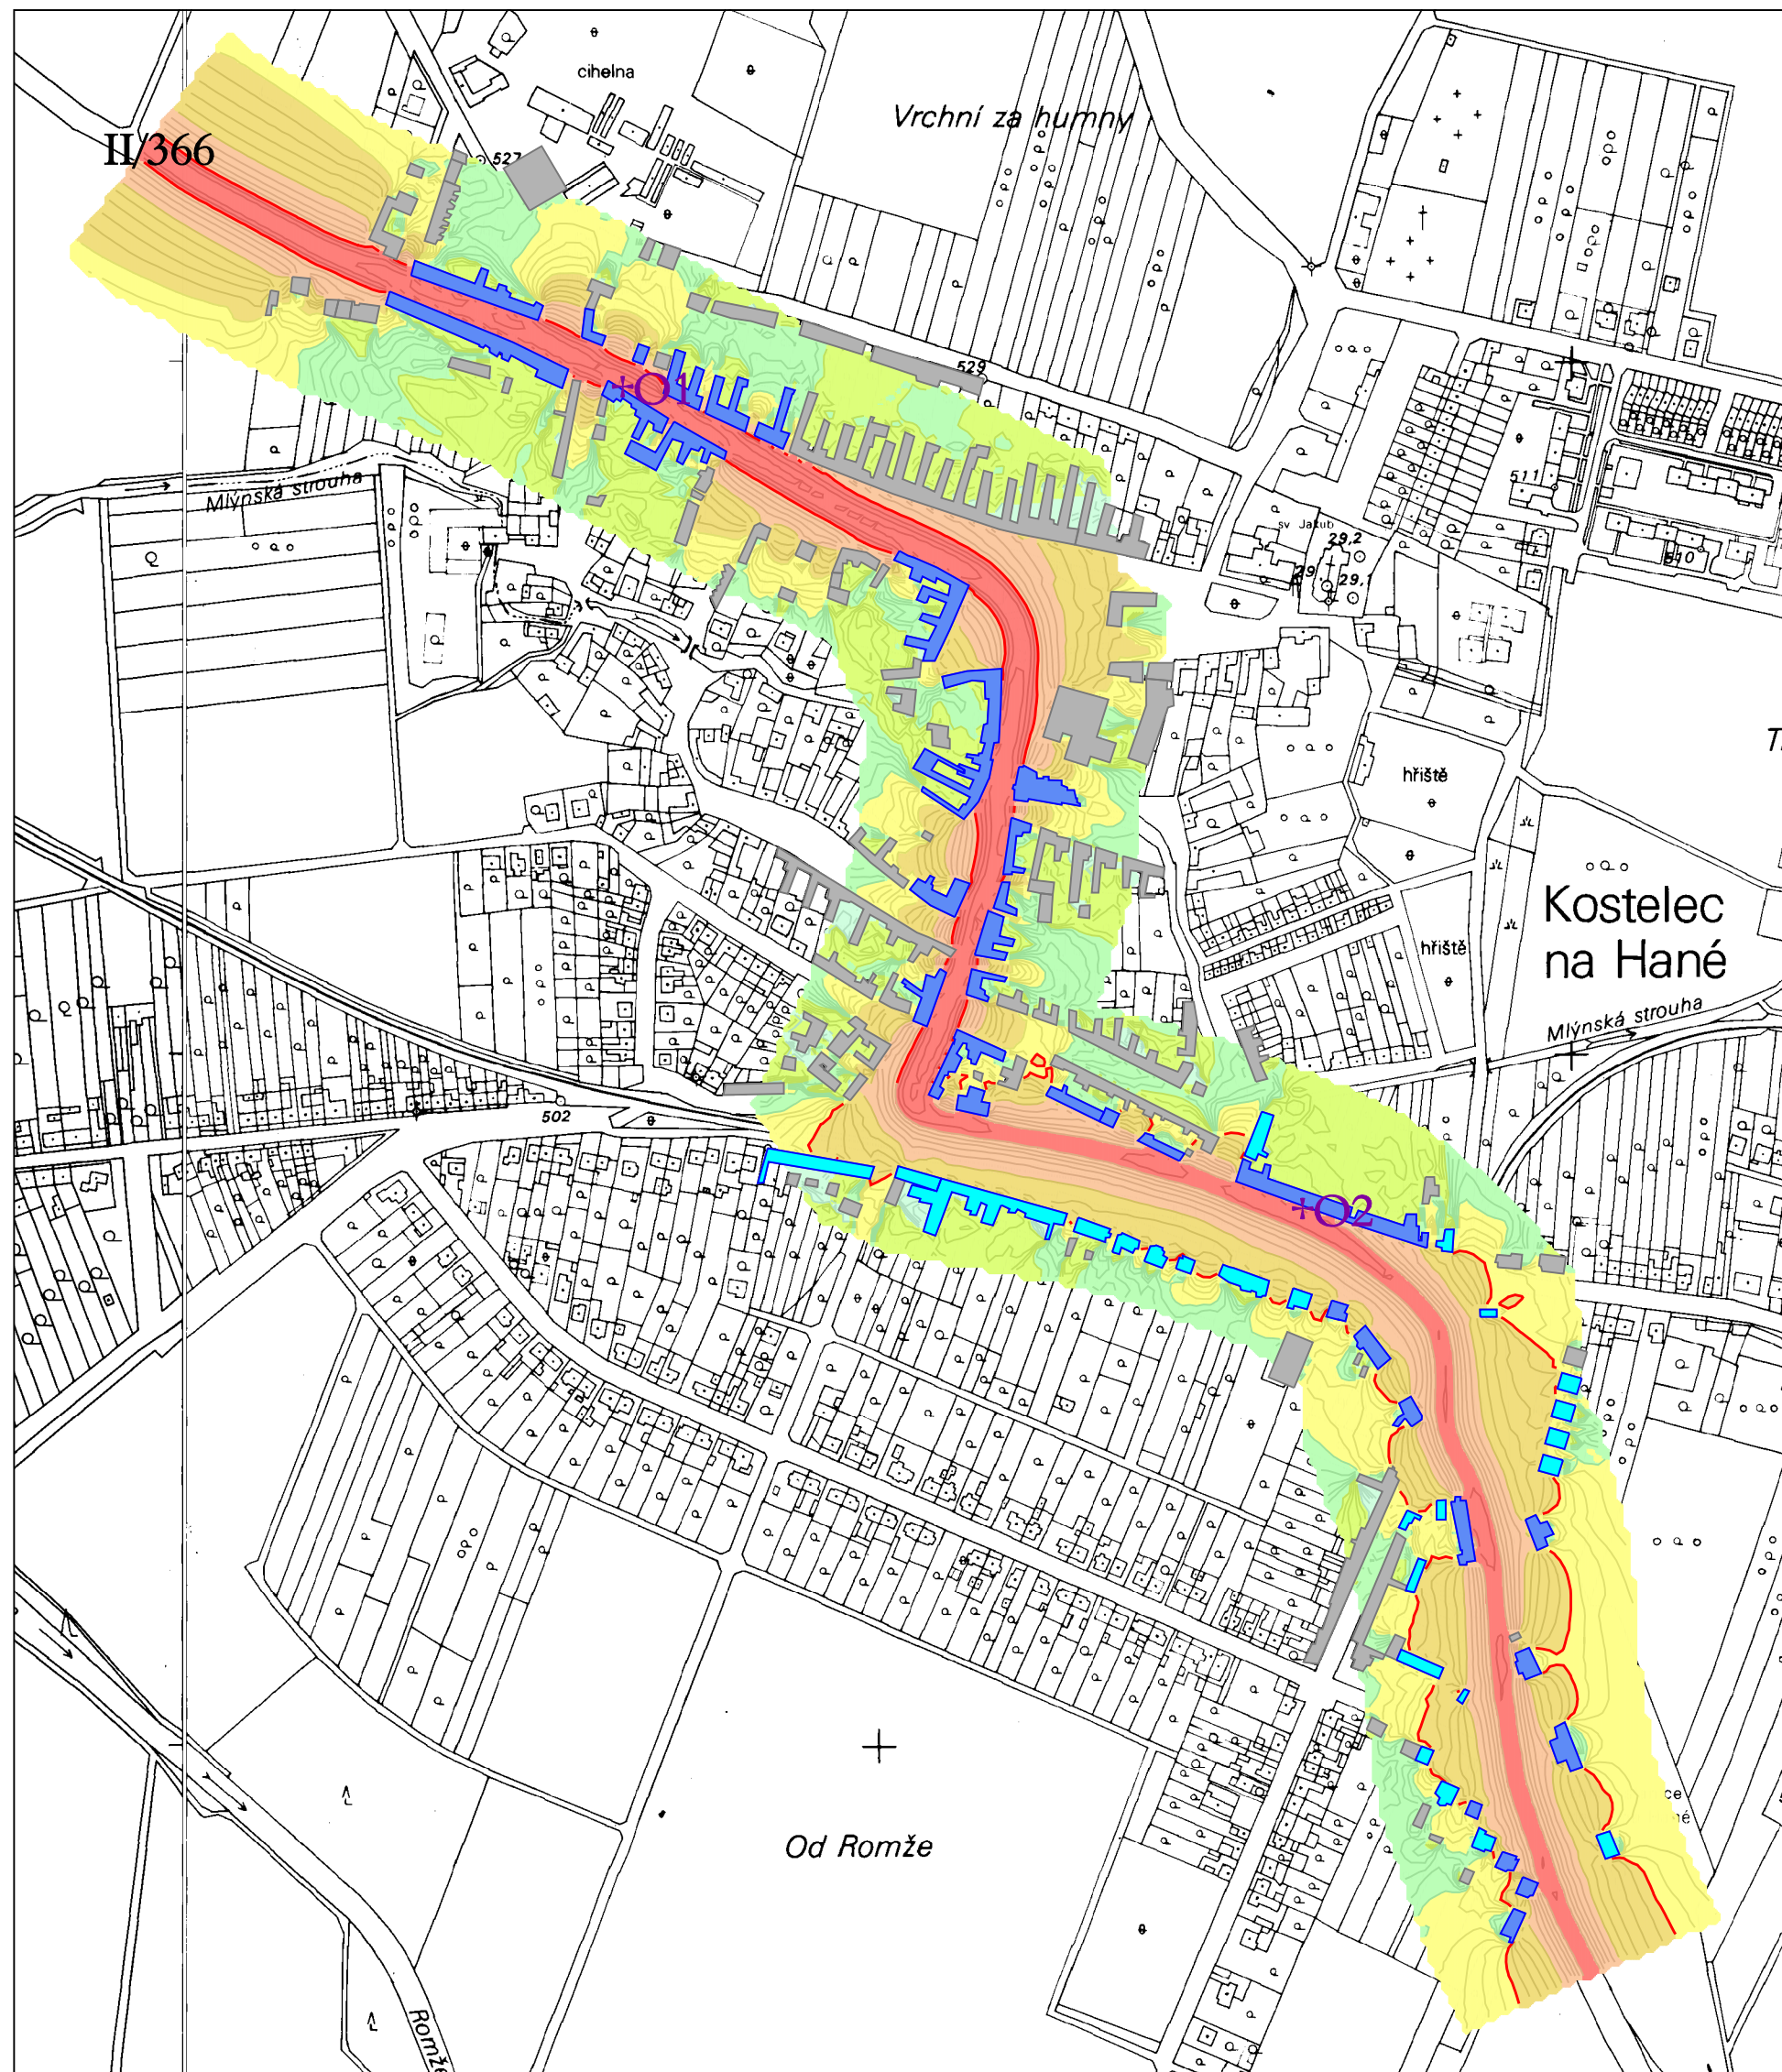 cihelna
Vrchní za humny
II/366
527
529
O1
Mlýnská strouha
511
sv Jakub
29,2
29,1
510
hřiště
Kostelec
na Hané
hřiště
Mlýnská strouha
502
O2
Od Romže
Romže